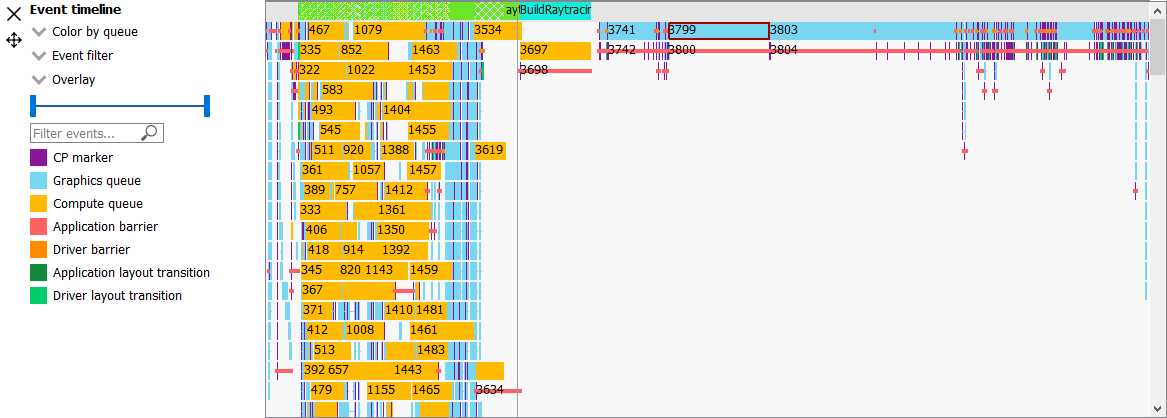 Event timeline
Color by queue
Event filter
Overlay
Filter events...
CP marker
Graphics queue
Compute queue
Application barrier
Driver barrier
Application layout transition
Driver layout transition
BuildRaytracin
467 1079 3534 3741 3799 3803
335 852 1463 3697 3742 3800 3804
322 1022 1453 3698
583
493 1404
545 1455
511 920 1388 3619
361 1057 1457
389 757 1412
333 1361
406 1350
418 914 1392
345 820 1143 1459
367
371 1410 1481
412 1008 1461
513 1483
392 657 1443
479 1155 1465 3634